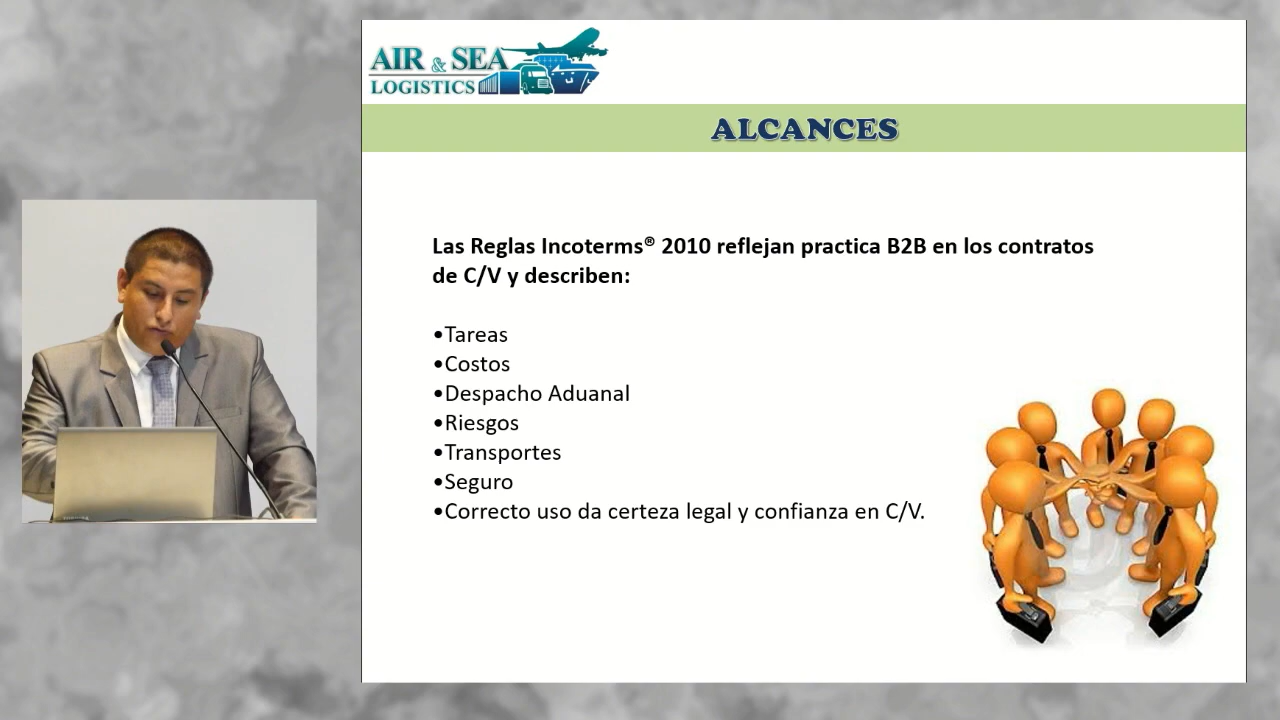 AIR & SEA
LOGISTICS
ALCANCES
Las Reglas Incoterms® 2010 reflejan practica B2B en los contratos
de C/V y describen:
•Tareas
•Costos
•Despacho Aduanal
•Riesgos
•Transportes
•Seguro
•Correcto uso da certeza legal y confianza en C/V.